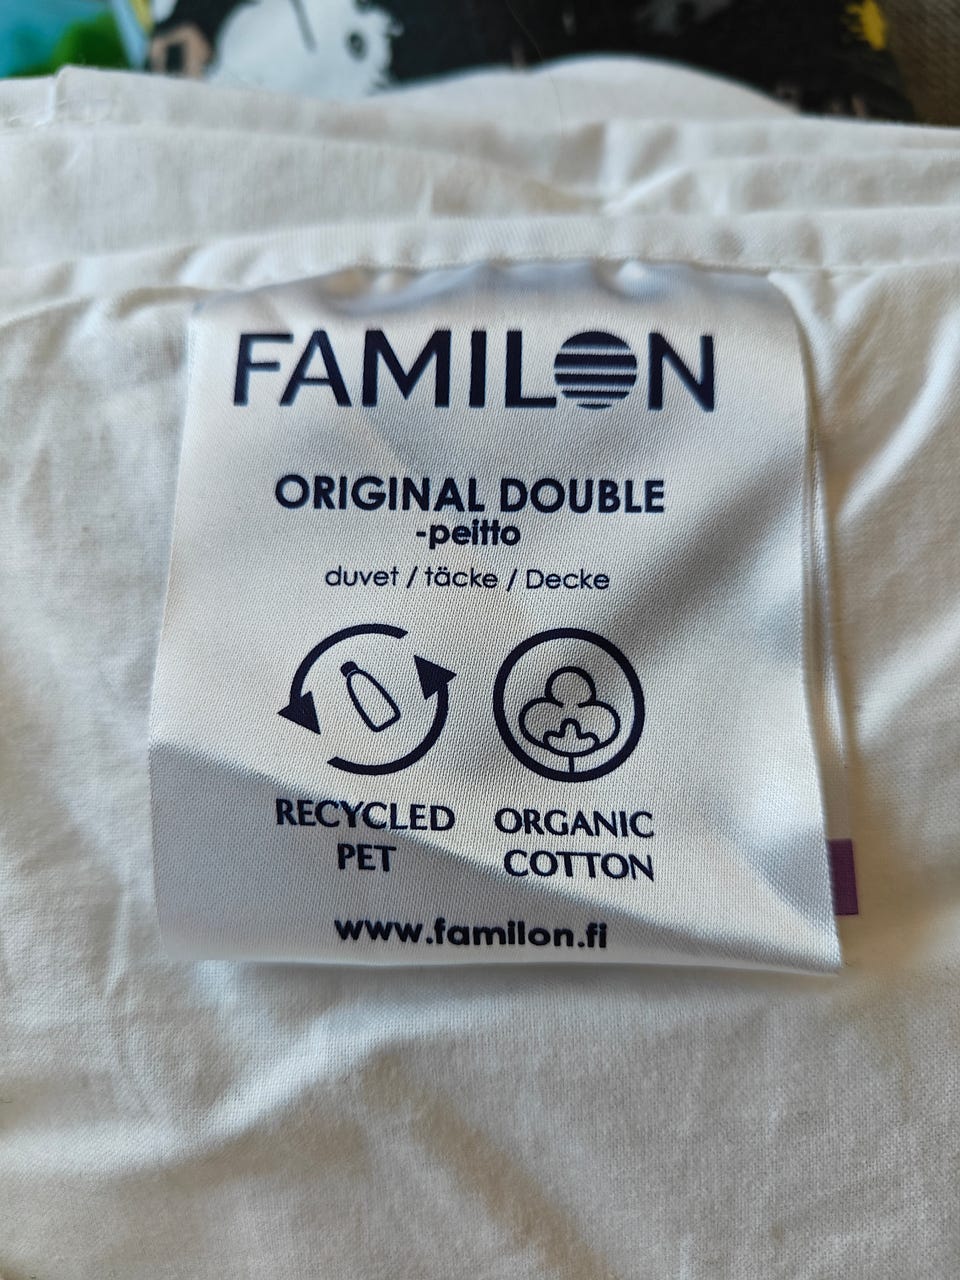 FAMILON
ORIGINAL DOUBLE
-peitto
duvet / täcke / Decke
RECYCLED
PET
ORGANIC
COTTON
www.familon.fi